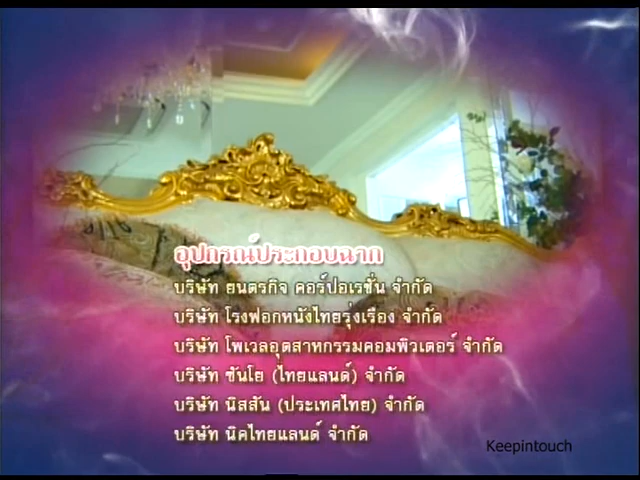 อุปกรณ์ประกอบฉาก
บริษัท ยนตรกิจ คอร์ปอเรชั่น จำกัด
บริษัท โรงฟอกหนังไทยรุ่งเรือง จำกัด
บริษัท โพเวลอุตสาหกรรมคอมพิวเตอร์ จำกัด
บริษัท ซันโย (ไทยแลนด์) จำกัด
บริษัท นิสสัน (ประเทศไทย) จำกัด
บริษัท นิคไทยแลนด์ จำกัด
Keepintouch